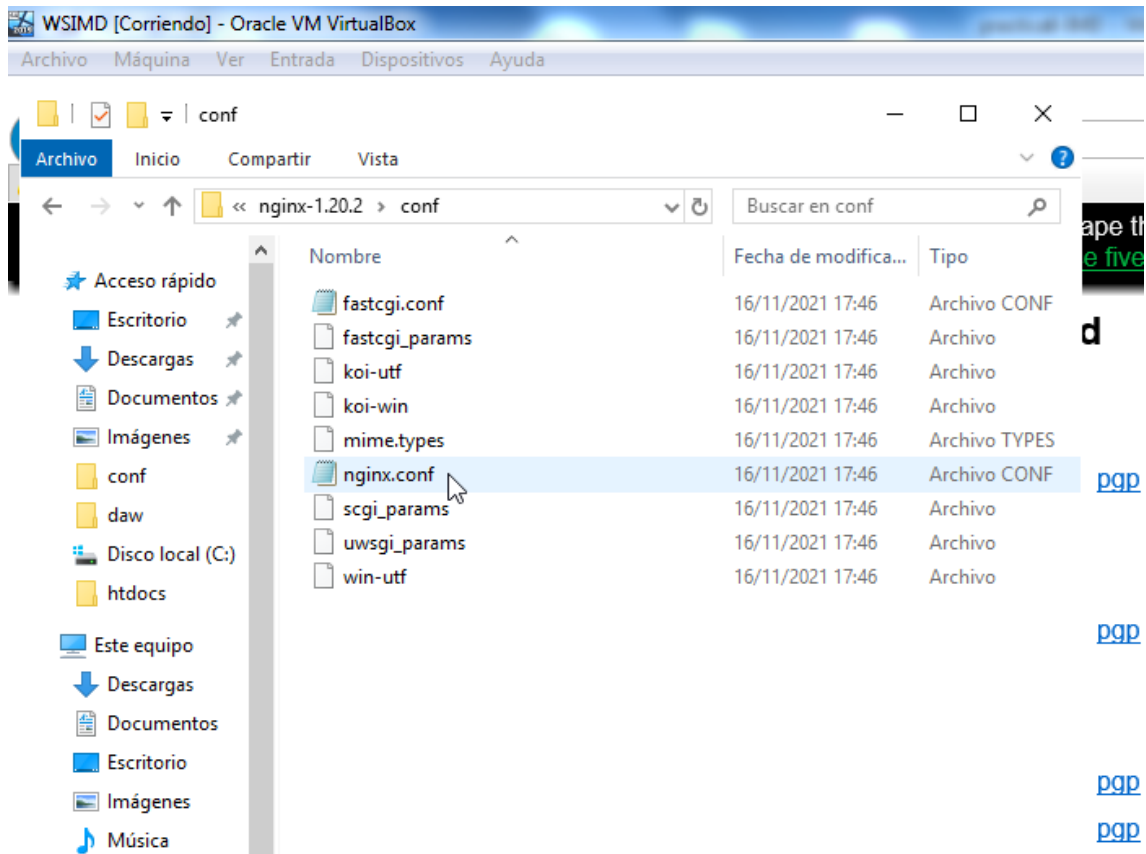 WSIMD [Corriendo] - Oracle VM VirtualBox
Archivo Máquina Ver Entrada Dispositivos Ayuda
conf
Archivo Inicio Compartir Vista
« nginx-1.20.2 › conf
Buscar en conf
ape th
e five
Nombre Fecha de modifica... Tipo
Acceso rápido
Escritorio
Descargas
Documentos
Imágenes
conf
daw
Disco local (C:)
htdocs
Este equipo
Descargas
Documentos
Escritorio
Imágenes
Música
fastcgi.conf 16/11/2021 17:46 Archivo CONF
fastcgi_params 16/11/2021 17:46 Archivo
koi-utf 16/11/2021 17:46 Archivo
koi-win 16/11/2021 17:46 Archivo
mime.types 16/11/2021 17:46 Archivo TYPES
nginx.conf 16/11/2021 17:46 Archivo CONF
scgi_params 16/11/2021 17:46 Archivo
uwsgi_params 16/11/2021 17:46 Archivo
win-utf 16/11/2021 17:46 Archivo
d
pgp
pgp
pgp
pgp